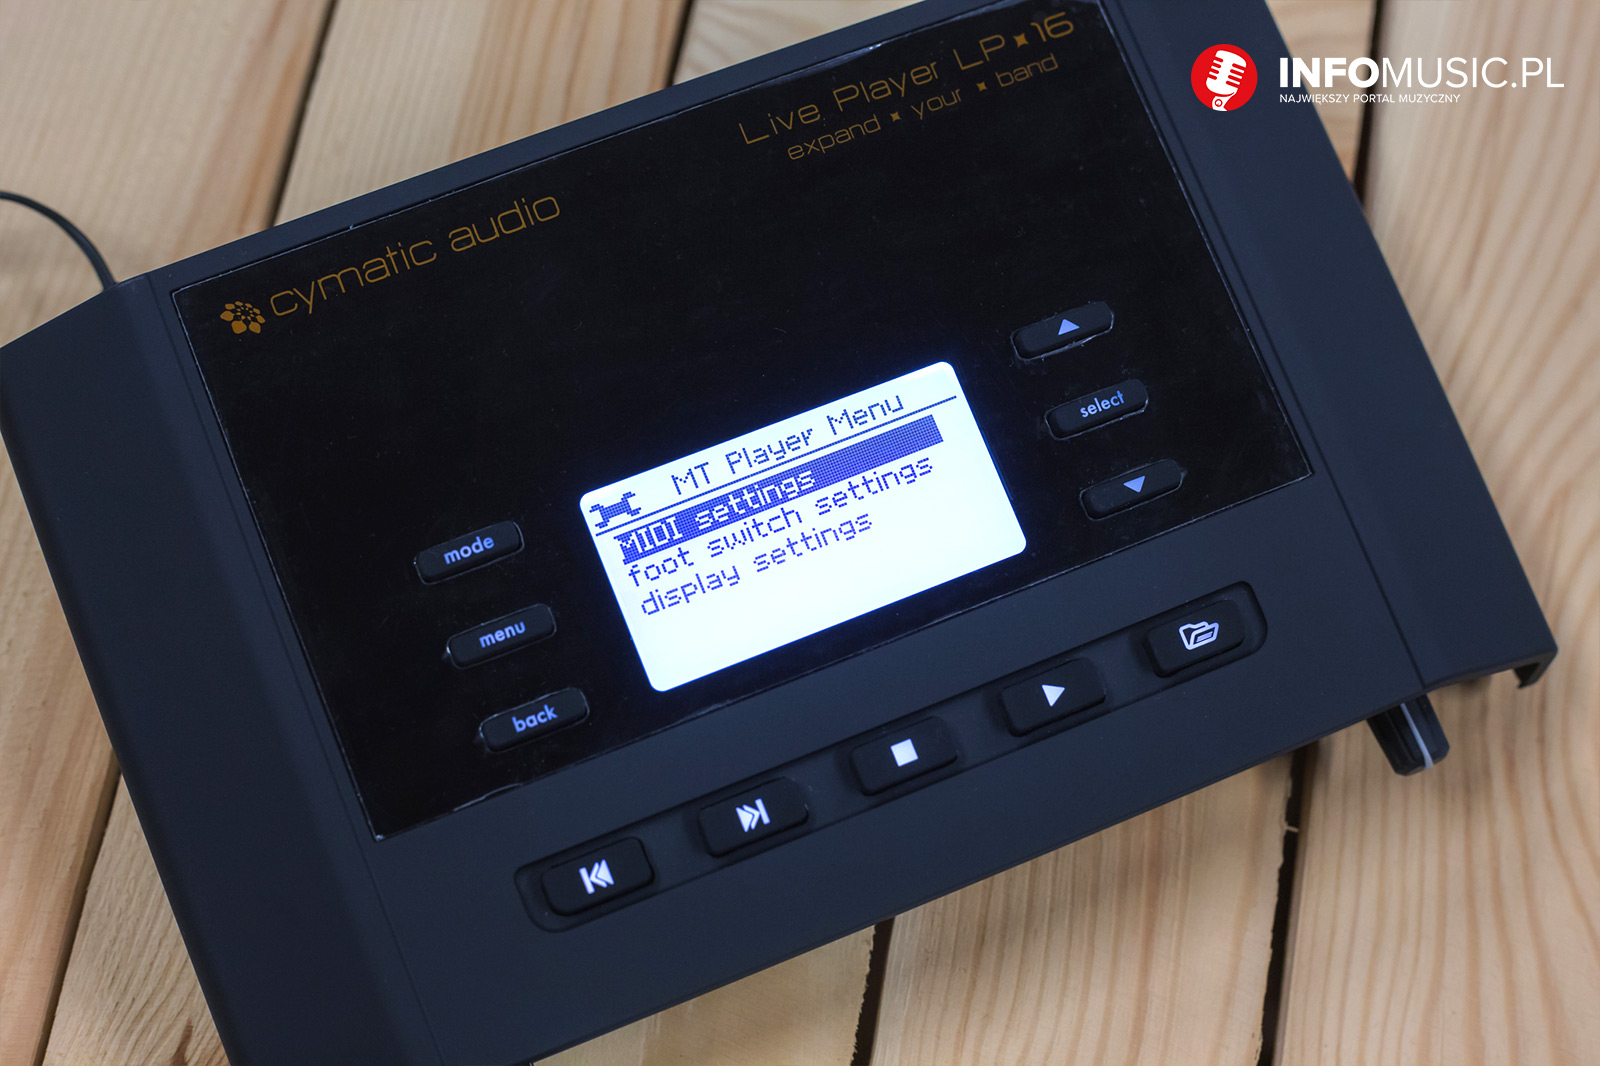 INFOMUSIC.PL
NAJWIĘKSZY PORTAL MUZYCZNY
Live Player LP 16
expand your band
cymatic audio
MT Player Menu
MIDI settings
foot switch settings
display settings
select
mode
menu
back